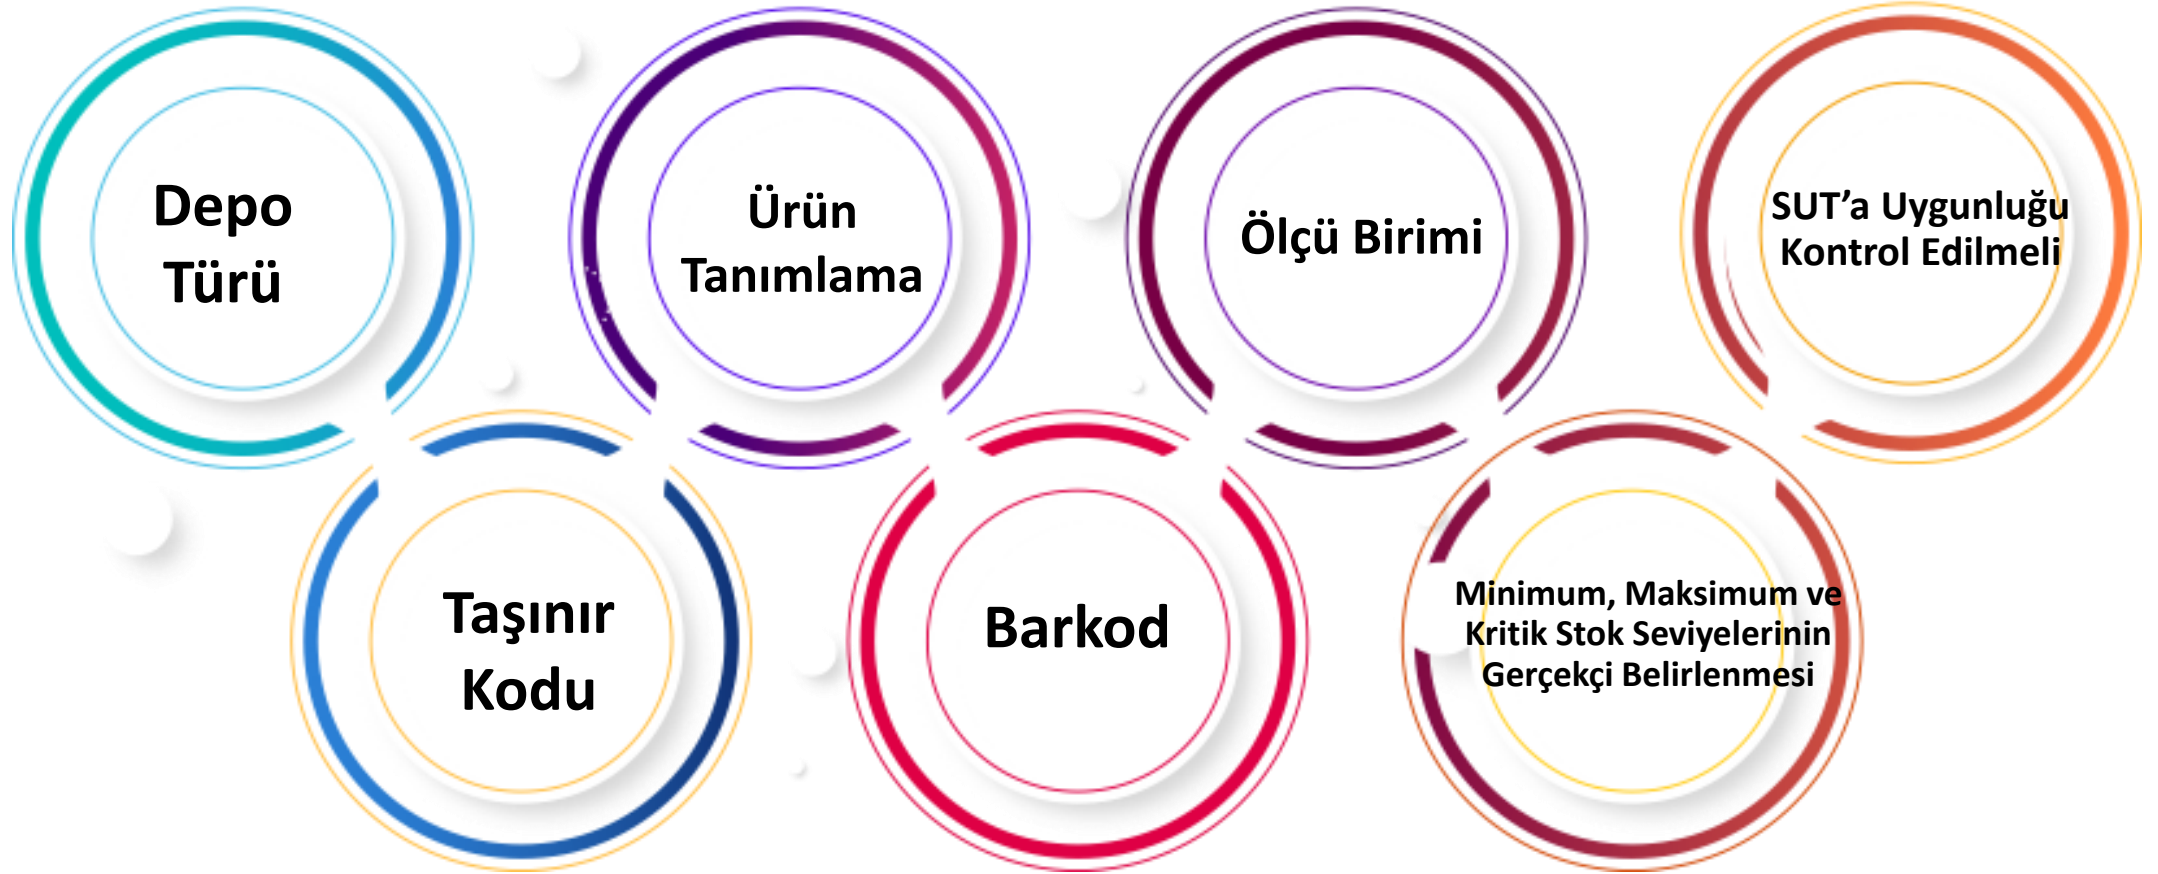 Depo
Türü
Taşınır
Kodu
Ürün
Tanımlama
Barkod
Ölçü Birimi
Minimum, Maksimum ve
Kritik Stok Seviyelerinin
Gerçekçi Belirlenmesi
SUT’a Uygunluğu
Kontrol Edilmeli